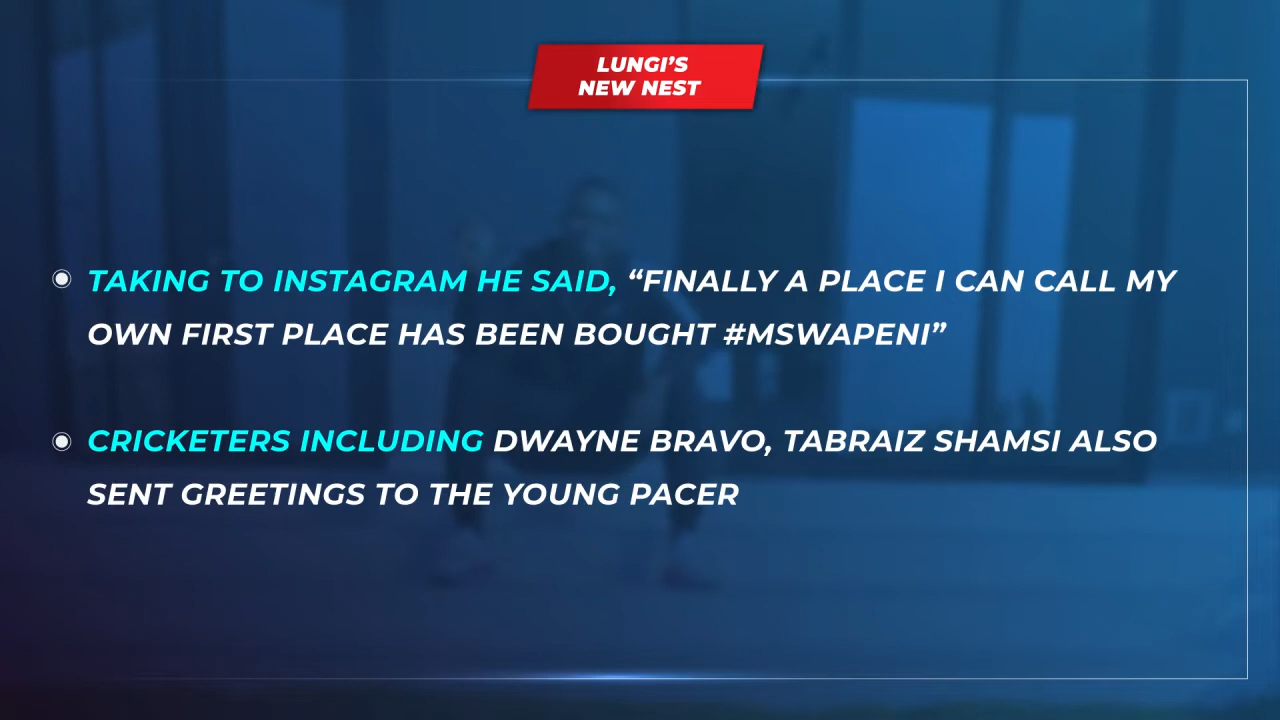 LUNGI'S
NEW NEST
TAKING TO INSTAGRAM HE SAID, “FINALLY A PLACE I CAN CALL MY
OWN FIRST PLACE HAS BEEN BOUGHT #MSWAPENI”
CRICKETERS INCLUDING DWAYNE BRAVO, TABRAIZ SHAMSI ALSO
SENT GREETINGS TO THE YOUNG PACER